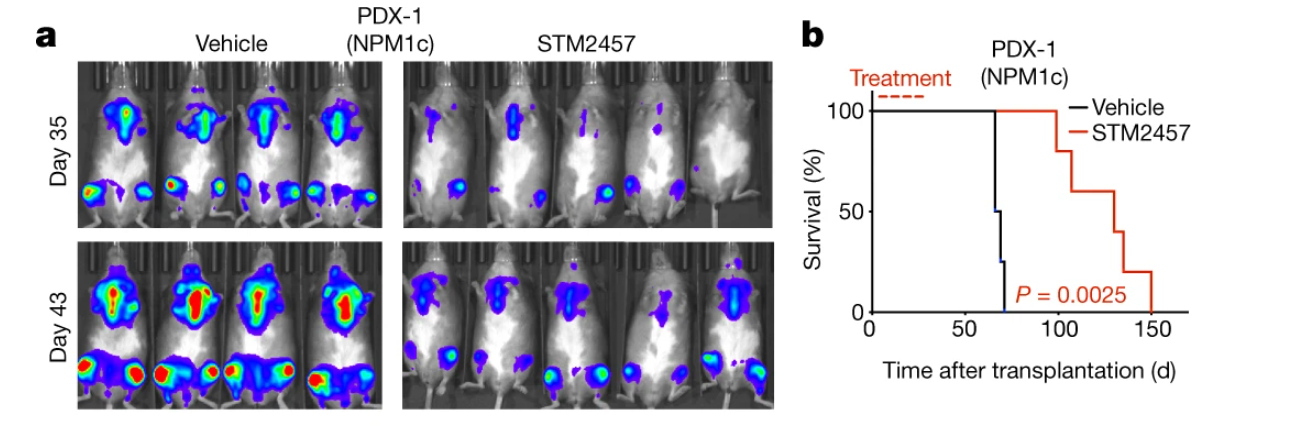 a
Vehicle
PDX-1
(NPM1c)
STM2457
Day 35
Day 43
b
PDX-1
(NPM1c)
Treatment
Vehicle
STM2457
100
50
0
Survival (%)
P = 0.0025
0 50 100 150
Time after transplantation (d)